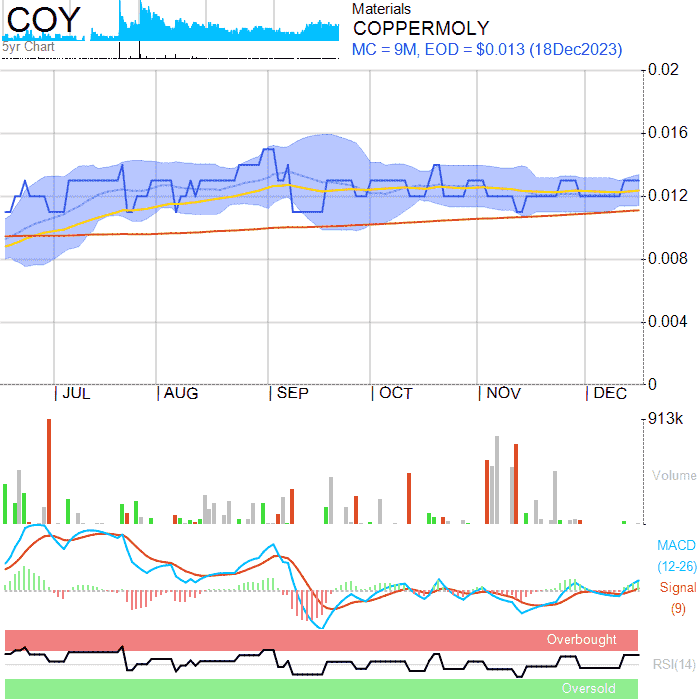 COY
5yr Chart
Materials
COPPERMOLY
MC = 9M, EOD = $0.013 (18Dec2023)
0.02
0.016
0.012
0.008
0.004
0
JUL AUG SEP OCT NOV DEC
913k
Volume
MACD
(12-26)
Signal
(9)
Overbought
RSI(14)
Oversold